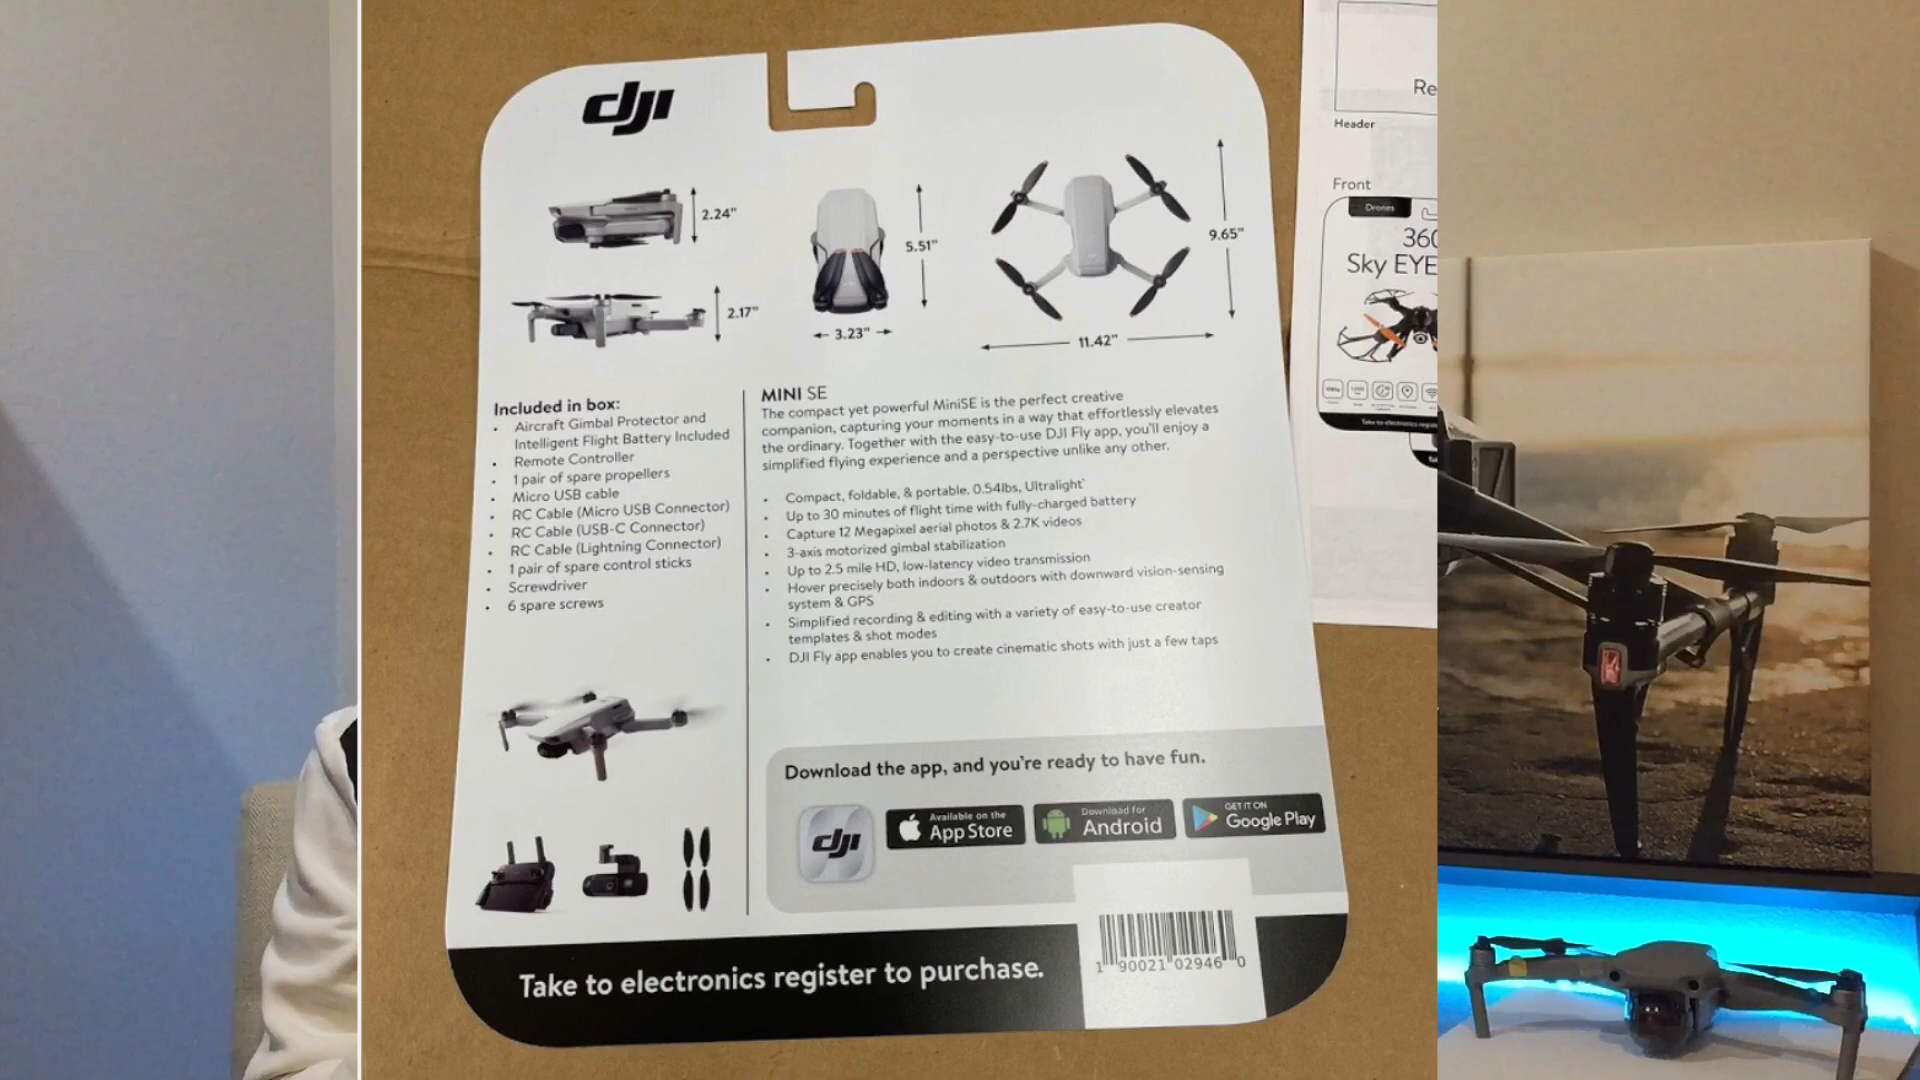 dji
2.24"
2.17"
5.51"
3.23"
9.65"
11.42"
Included in box:
Aircraft Gimbal Protector and
Intelligent Flight Battery Included
Remote Controller
1 pair of spare propellers
Micro USB cable
RC Cable (Micro USB Connector)
RC Cable (USB-C Connector)
RC Cable (Lightning Connector)
1 pair of spare control sticks
Screwdriver
6 spare screws
MINI SE
The compact yet powerful MiniSE is the perfect creative
companion, capturing your moments in a way that effortlessly elevates
the ordinary. Together with the easy-to-use DJI Fly app, you'll enjoy a
simplified flying experience and a perspective unlike any other.
Compact, foldable, & portable, 0.54lbs, Ultralight*
Up to 30 minutes of flight time with fully-charged battery
Capture 12 Megapixel aerial photos & 2.7K videos
3-axis motorized gimbal stabilization
Up to 2.5 mile HD, low-latency video transmission
Hover precisely both indoors & outdoors with downward vision-sensing
system & GPS
Simplified recording & editing with a variety of easy-to-use creator
templates & shot modes
DJI Fly app enables you to create cinematic shots with just a few taps
Download the app, and you're ready to have fun.
dji
Available on the
App Store
Download for
Android
GET IT ON
Google Play
Take to electronics register to purchase.
1 90021 02946 0
Re
Header
Front
Drones
360
Sky EYE
Take to electronics regist